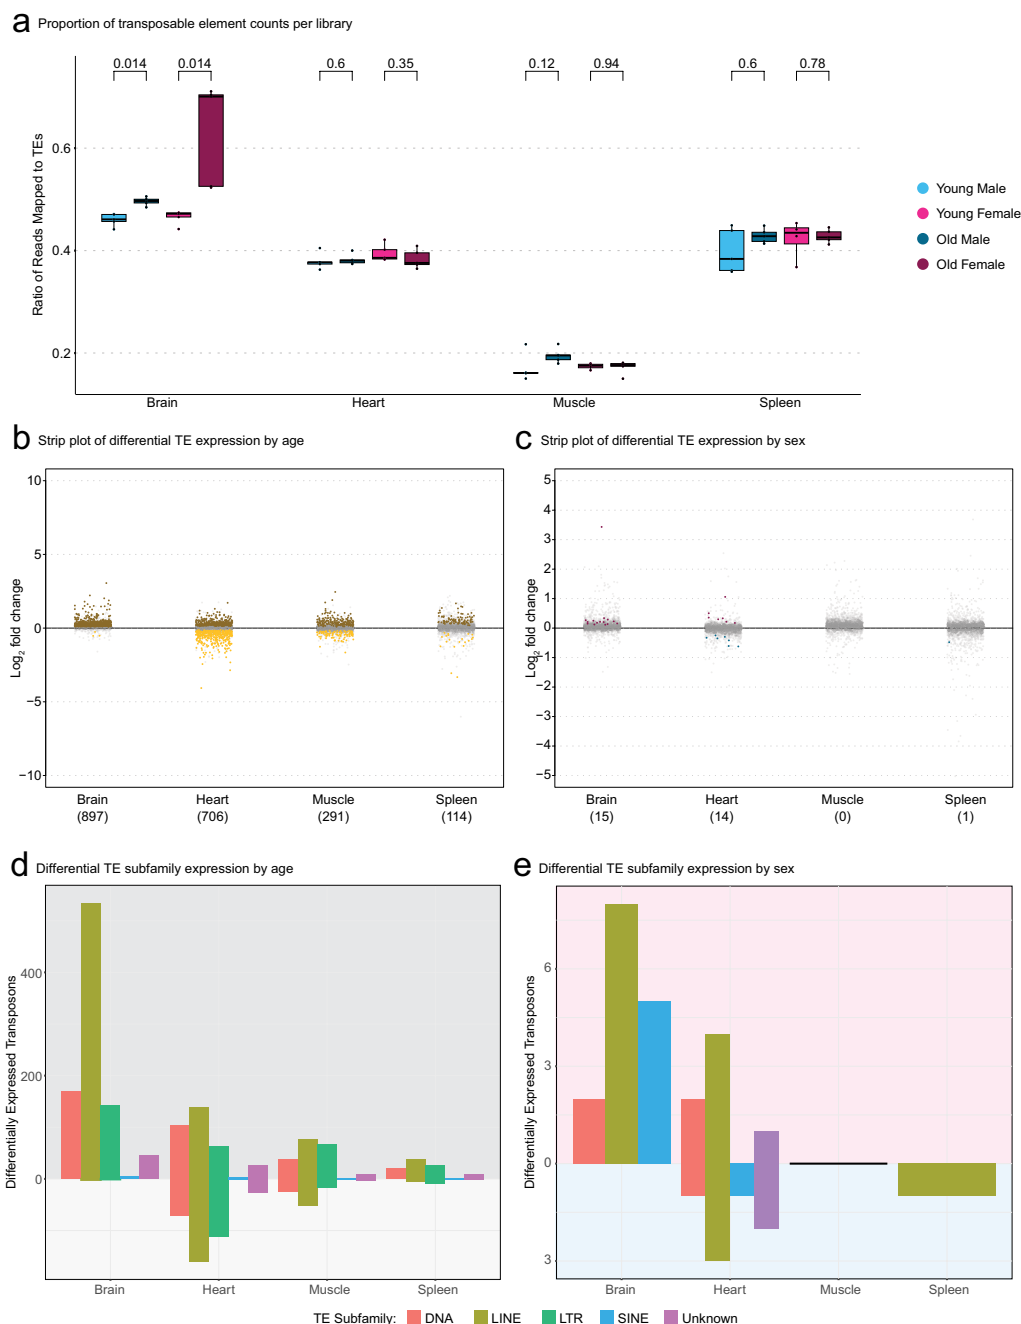 a Proportion of transposable element counts per library
0.014 0.014 0.6 0.35 0.12 0.94 0.6 0.78
Ratio of Reads Mapped to TEs
0.6
0.4
0.2
Brain Heart Muscle Spleen
Young Male
Young Female
Old Male
Old Female
b Strip plot of differential TE expression by age
Log2 fold change
10
5
0
−5
−10
Brain Heart Muscle Spleen
(897) (706) (291) (114)
c Strip plot of differential TE expression by sex
Log2 fold change
5
4
3
2
1
0
−1
−2
−3
−4
−5
Brain Heart Muscle Spleen
(15) (14) (0) (1)
d Differential TE subfamily expression by age
Differentially Expressed Transposons
400
200
0
Brain Heart Muscle Spleen
e Differential TE subfamily expression by sex
Differentially Expressed Transposons
6
3
0
3
Brain Heart Muscle Spleen
TE Subfamily: DNA LINE LTR SINE Unknown